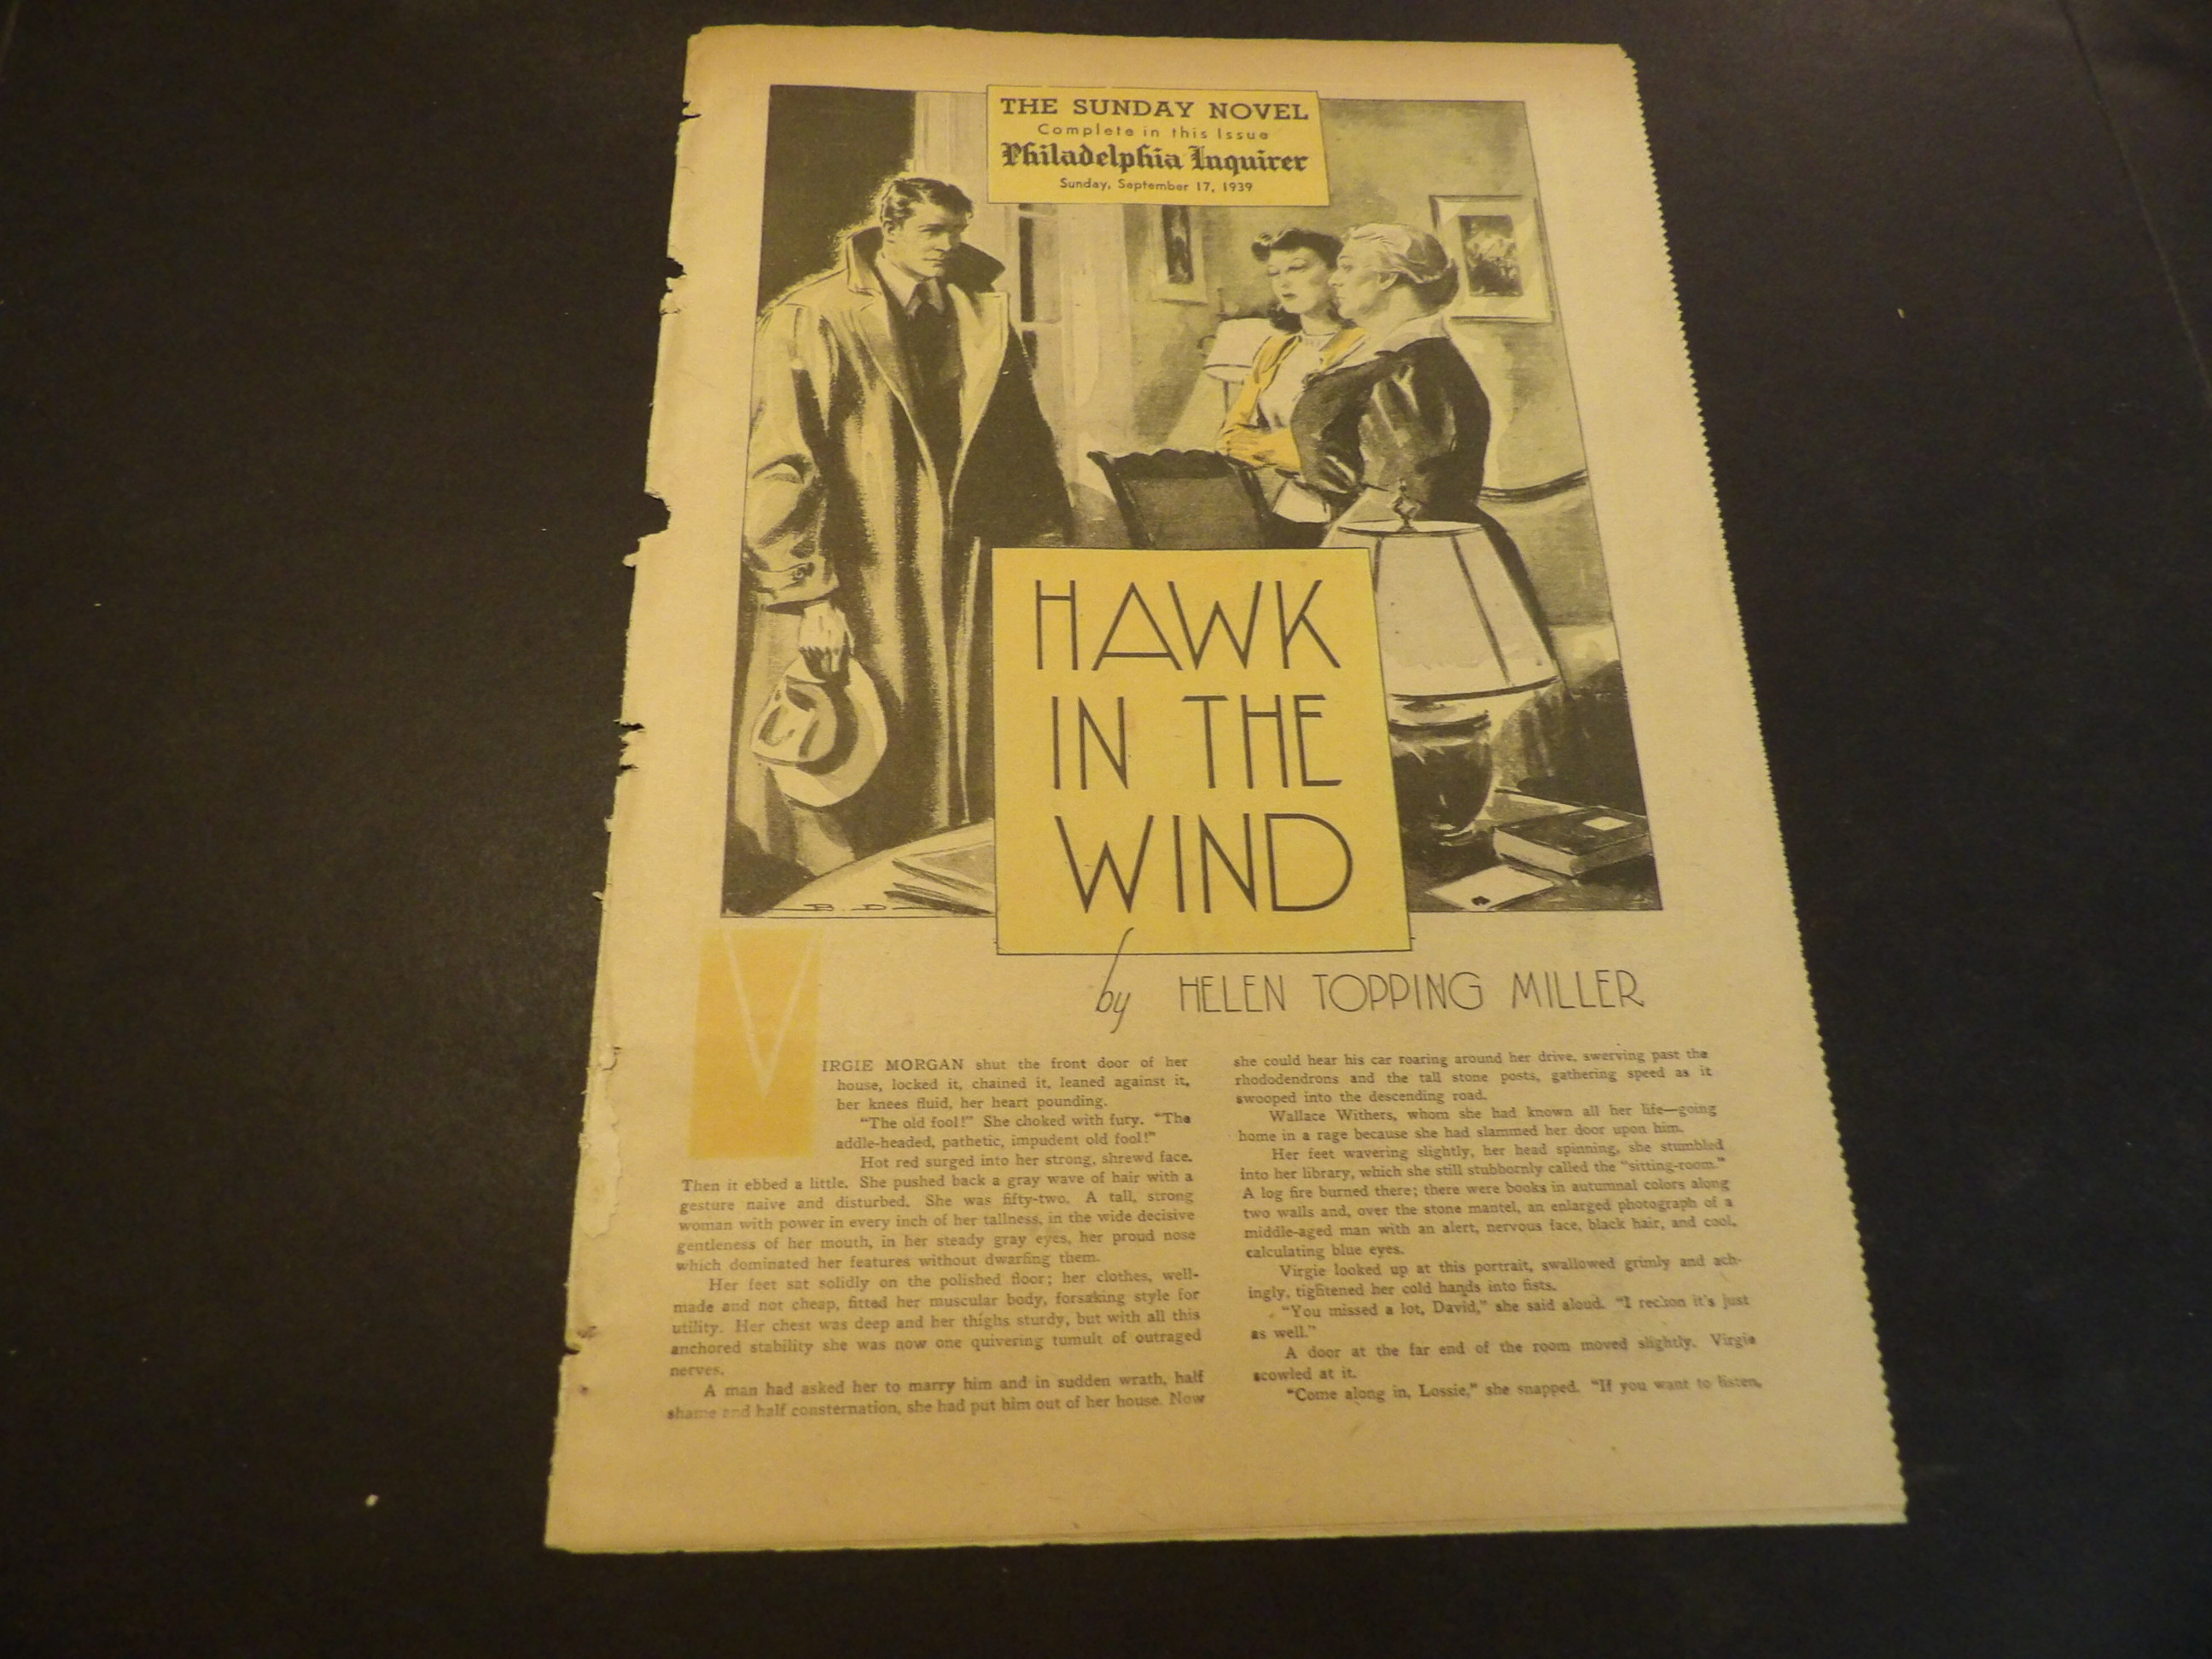 THE SUNDAY NOVEL
Complete in this Issue
Philadelphia Inquirer
Sunday, September 17, 1939
HAWK
IN THE
WIND
B. D
by HELEN TOPPING MILLER
VIRGIE MORGAN shut the front door of her
house, locked it, chained it, leaned against it,
her knees fluid, her heart pounding.
"The old fool!" She choked with fury. "The
addle-headed, pathetic, impudent old fool!"
Hot red surged into her strong, shrewd face.
Then it ebbed a little. She pushed back a gray wave of hair with a
gesture naive and disturbed. She was fifty-two. A tall, strong
woman with power in every inch of her tallness, in the wide decisive
gentleness of her mouth, in her steady gray eyes, her proud nose
which dominated her features without dwarfing them.
Her feet sat solidly on the polished floor; her clothes, well-
made and not cheap, fitted her muscular body, forsaking style for
utility. Her chest was deep and her thighs sturdy, but with all this
anchored stability she was now one quivering tumult of outraged
nerves.
A man had asked her to marry him and in sudden wrath, half
shame and half consternation, she had put him out of her house. Now
she could hear his car roaring around her drive, swerving past the
rhododendrons and the tall stone posts, gathering speed as it
swooped into the descending road.
Wallace Withers, whom she had known all her life—going
home in a rage because she had slammed her door upon him.
Her feet wavering slightly, her head spinning, she stumbled
into her library, which she still stubbornly called the "sitting-room."
A log fire burned there; there were books in autumnal colors along
two walls and, over the stone mantel, an enlarged photograph of a
middle-aged man with an alert, nervous face, black hair, and cool,
calculating blue eyes.
Virgie looked up at this portrait, swallowed grimly and ach-
ingly, tightened her cold hands into fists.
"You missed a lot, David," she said aloud. "I reckon it's just
as well."
A door at the far end of the room moved slightly. Virgie
scowled at it.
"Come along in, Lossie," she snapped. "If you want to listen,